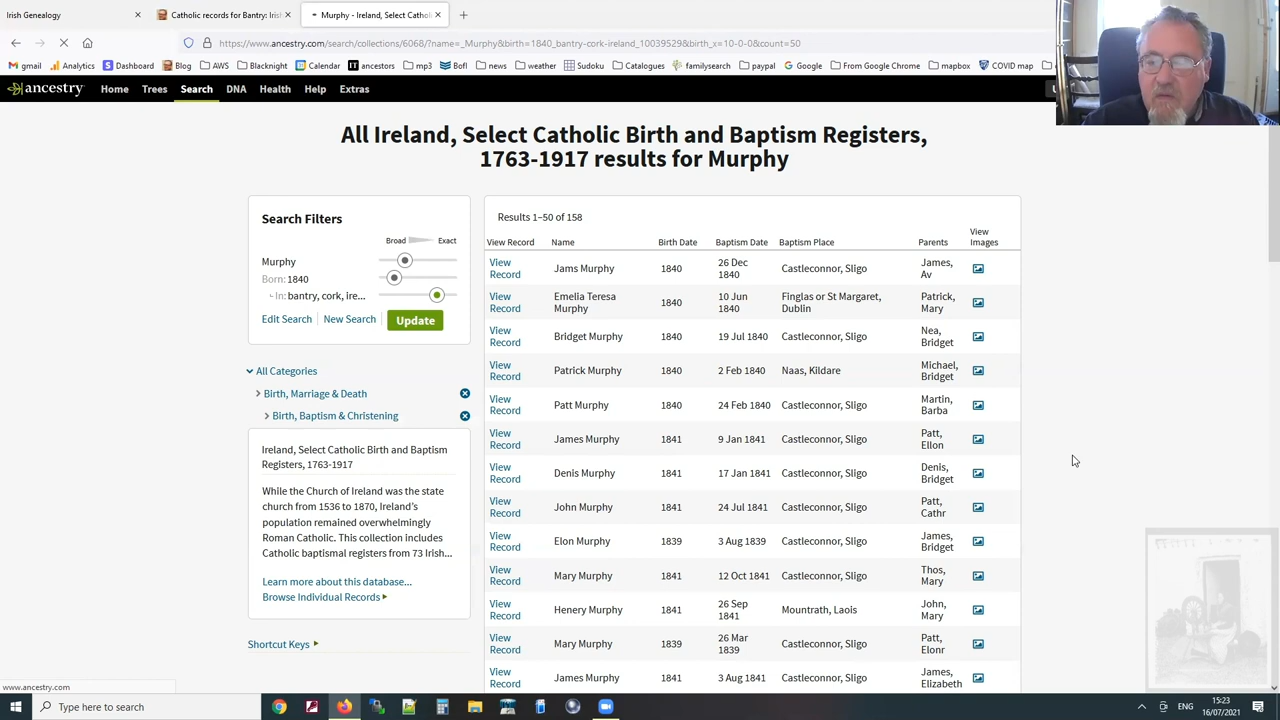 Irish Genealogy
Catholic records for Bantry: Iris
Murphy - Ireland, Select Cathol
https://www.ancestry.com/search/collections/6068/?name=_Murphy&birth=1840_bantry-cork-ireland_10039529&birth_x=10-0-0&count=50
gmail Analytics Dashboard Blog AWS Blacknight Calendar ancestors mp3 BofI news weather Sudoku Catalogues familysearch paypal Google From Google Chrome mapbox COVID map
ancestry Home Trees Search DNA Health Help Extras
All Ireland, Select Catholic Birth and Baptism Registers,
1763-1917 results for Murphy
Search Filters
Broad Exact
Murphy
Born: 1840
In: bantry, cork, ire...
Edit Search New Search Update
All Categories
Birth, Marriage & Death
Birth, Baptism & Christening
Ireland, Select Catholic Birth and Baptism
Registers, 1763-1917
While the Church of Ireland was the state
church from 1536 to 1870, Ireland's
population remained overwhelmingly
Roman Catholic. This collection includes
Catholic baptismal registers from 73 Irish...
Learn more about this database...
Browse Individual Records
Shortcut Keys
Results 1–50 of 158
View Record Name Birth Date Baptism Date Baptism Place Parents View Images
View Record Jams Murphy 1840 26 Dec 1840 Castleconnor, Sligo James, Av
View Record Emelia Teresa Murphy 1840 10 Jun 1840 Finglas or St Margaret, Dublin Patrick, Mary
View Record Bridget Murphy 1840 19 Jul 1840 Castleconnor, Sligo Nea, Bridget
View Record Patrick Murphy 1840 2 Feb 1840 Naas, Kildare Michael, Bridget
View Record Patt Murphy 1840 24 Feb 1840 Castleconnor, Sligo Martin, Barba
View Record James Murphy 1841 9 Jan 1841 Castleconnor, Sligo Patt, Ellon
View Record Denis Murphy 1841 17 Jan 1841 Castleconnor, Sligo Denis, Bridget
View Record John Murphy 1841 24 Jul 1841 Castleconnor, Sligo Patt, Cathr
View Record Elon Murphy 1839 3 Aug 1839 Castleconnor, Sligo James, Bridget
View Record Mary Murphy 1841 12 Oct 1841 Castleconnor, Sligo Thos, Mary
View Record Henery Murphy 1841 26 Sep 1841 Mountrath, Laois John, Mary
View Record Mary Murphy 1839 26 Mar 1839 Castleconnor, Sligo Patt, Elonr
View Record James Murphy 1841 3 Aug 1841 Castleconnor, Sligo James, Elizabeth
www.ancestry.com
Type here to search
ENG
15:23
16/07/2021